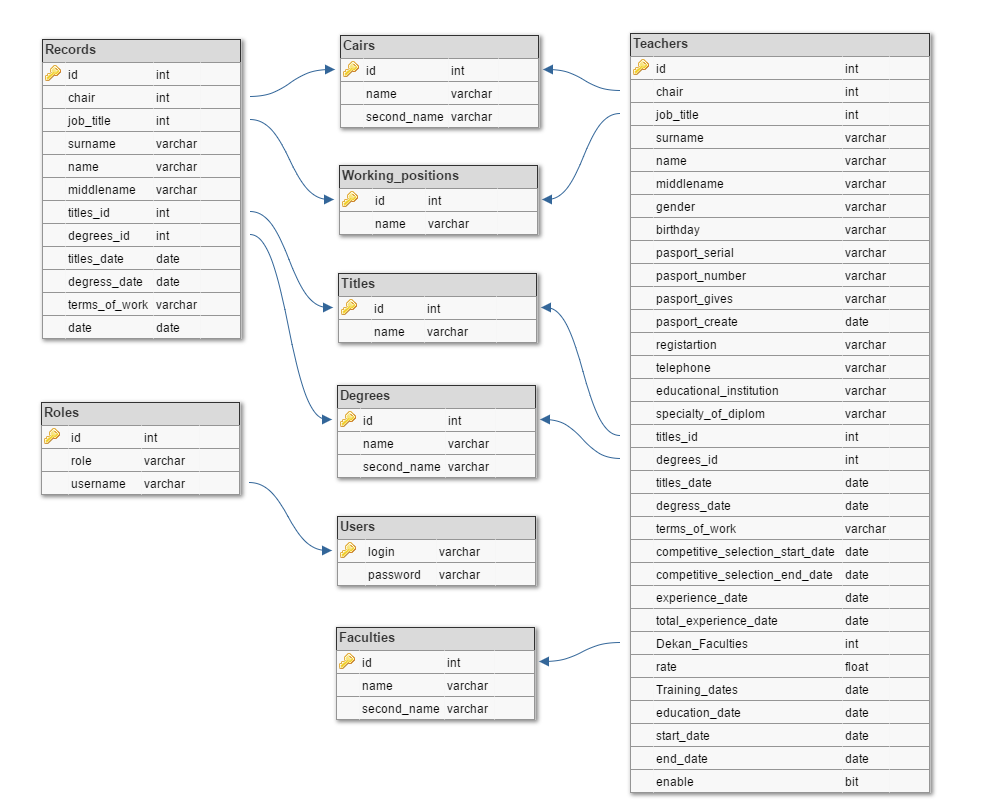 Records
id int
chair int
job_title int
surname varchar
name varchar
middlename varchar
titles_id int
degrees_id int
titles_date date
degress_date date
terms_of_work varchar
date date
Roles
id int
role varchar
username varchar
Cairs
id int
name varchar
second_name varchar
Working_positions
id int
name varchar
Titles
id int
name varchar
Degrees
id int
name varchar
second_name varchar
Users
login varchar
password varchar
Faculties
id int
name varchar
second_name varchar
Teachers
id int
chair int
job_title int
surname varchar
name varchar
middlename varchar
gender varchar
birthday varchar
pasport_serial varchar
pasport_number varchar
pasport_gives varchar
pasport_create date
registartion varchar
telephone varchar
educational_institution varchar
specialty_of_diplom varchar
titles_id int
degrees_id int
titles_date date
degress_date date
terms_of_work varchar
competitive_selection_start_date date
competitive_selection_end_date date
experience_date date
total_experience_date date
Dekan_Faculties int
rate float
Training_dates date
education_date date
start_date date
end_date date
enable bit